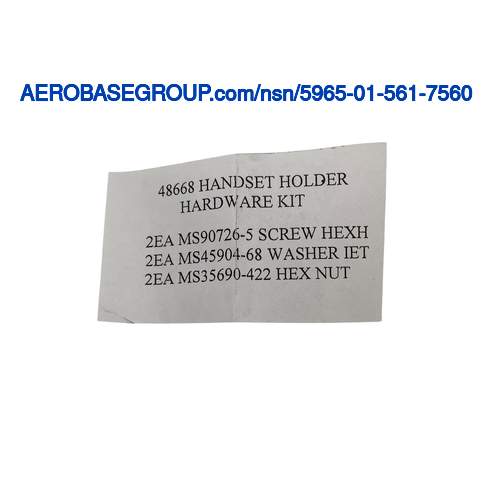 AEROBASEGROUP.com/nsn/5965-01-561-7560
48668 HANDSET HOLDER
HARDWARE KIT
2EA MS90726-5 SCREW HEXH
2EA MS45904-68 WASHER IET
2EA MS35690-422 HEX NUT